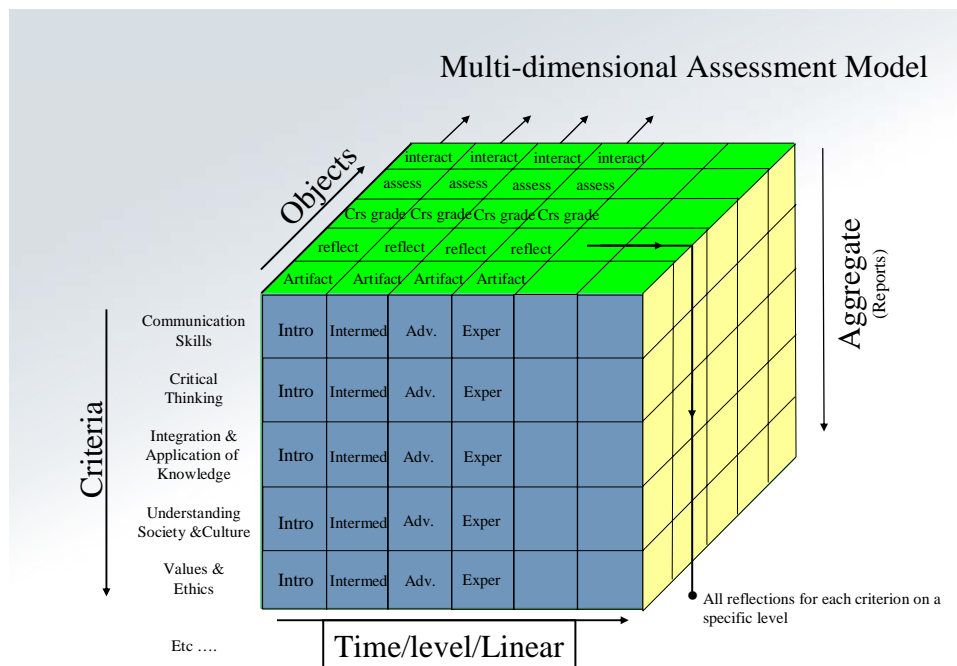 Multi-dimensional Assessment Model
Objects
interact interact interact interact
assess assess assess assess
Crs grade Crs grade Crs grade Crs grade
reflect reflect reflect reflect
Artifact Artifact Artifact Artifact
Aggregate
(Reports)
Criteria
Communication
Skills
Intro Intermed Adv. Exper
Critical
Thinking
Intro Intermed Adv. Exper
Integration &
Application of
Knowledge
Intro Intermed Adv. Exper
Understanding
Society &Culture
Intro Intermed Adv. Exper
Values &
Ethics
Intro Intermed Adv. Exper
All reflections for each criterion on a
specific level
Etc ….
Time/level/Linear